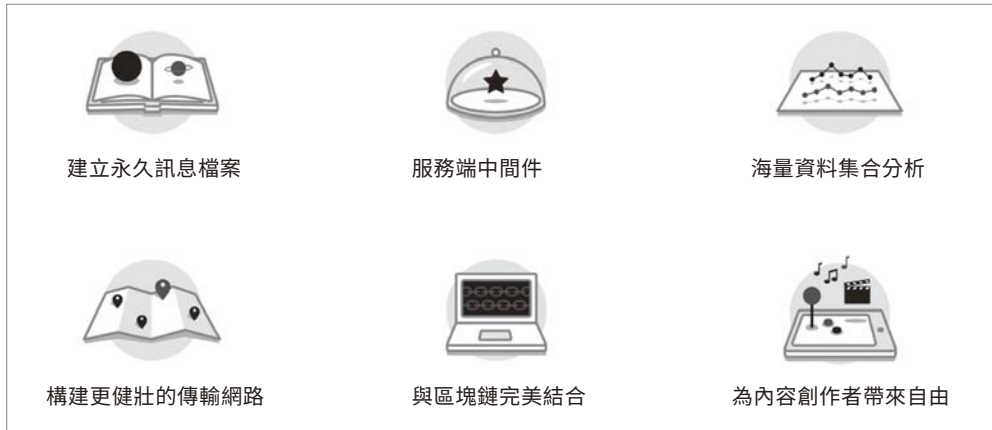 建立永久訊息檔案
服務端中間件
海量資料集合分析
構建更健壯的傳輸網路
與區塊鏈完美結合
為內容創作者帶來自由